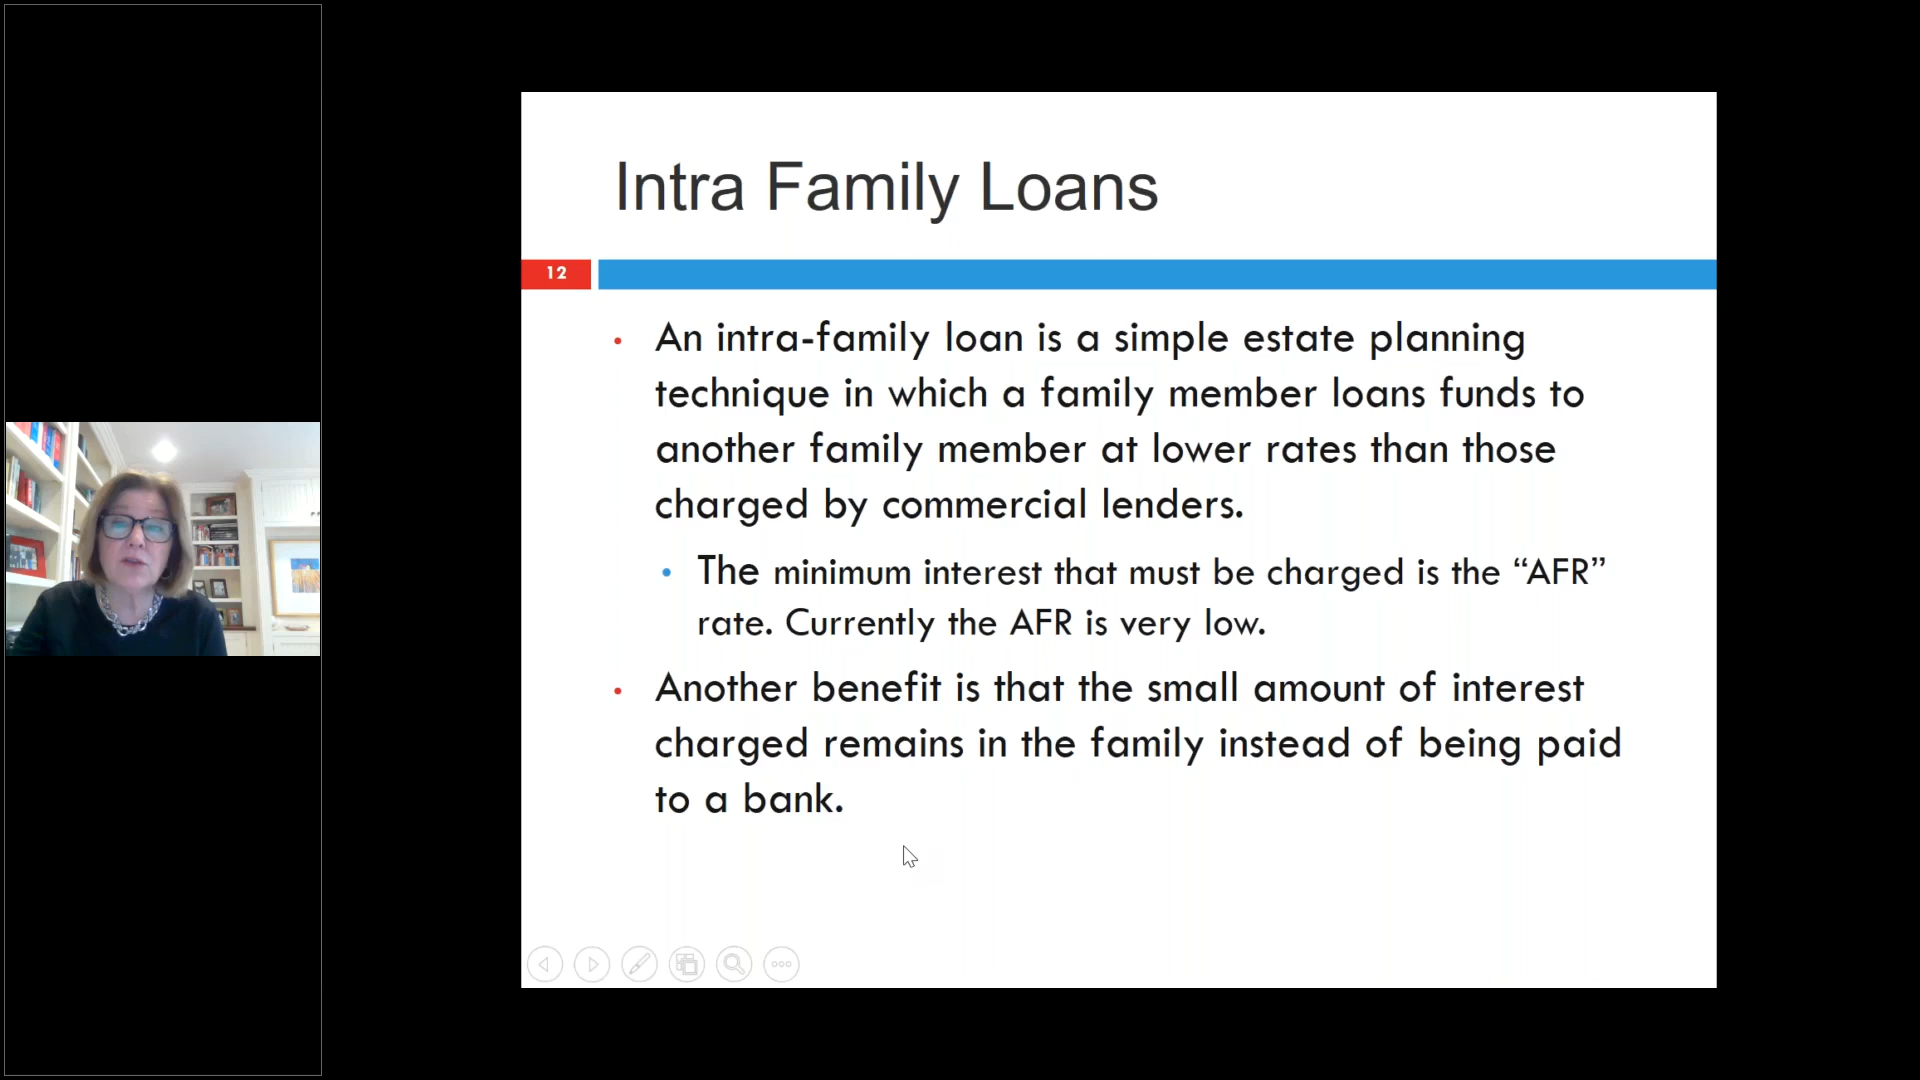 Intra Family Loans
12
• An intra-family loan is a simple estate planning
technique in which a family member loans funds to
another family member at lower rates than those
charged by commercial lenders.
• The minimum interest that must be charged is the “AFR”
rate. Currently the AFR is very low.
• Another benefit is that the small amount of interest
charged remains in the family instead of being paid
to a bank.